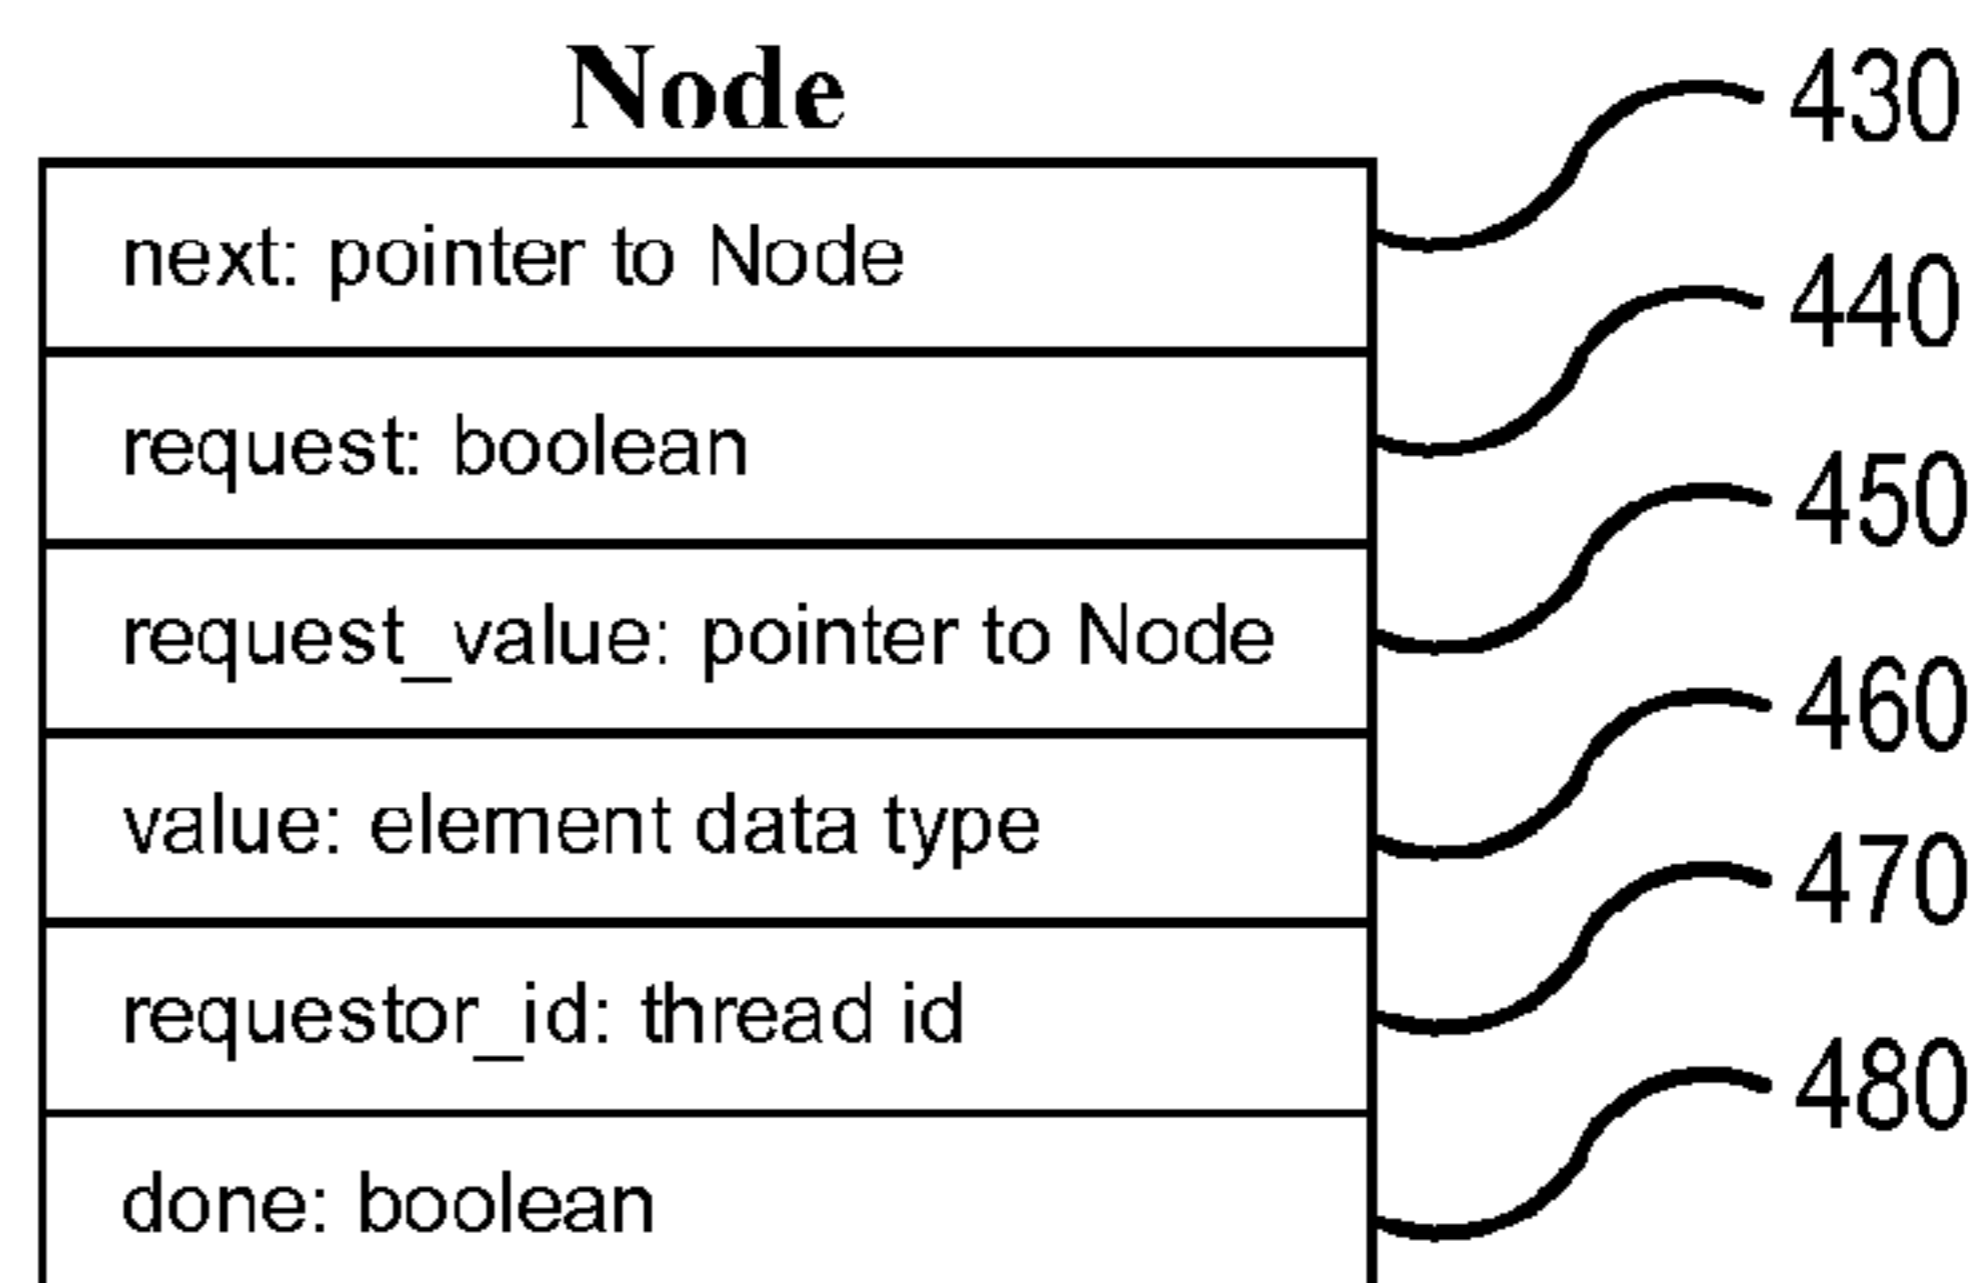 Node
next: pointer to Node 430
request: boolean 440
request_value: pointer to Node 450
value: element data type 460
requestor_id: thread id 470
done: boolean 480